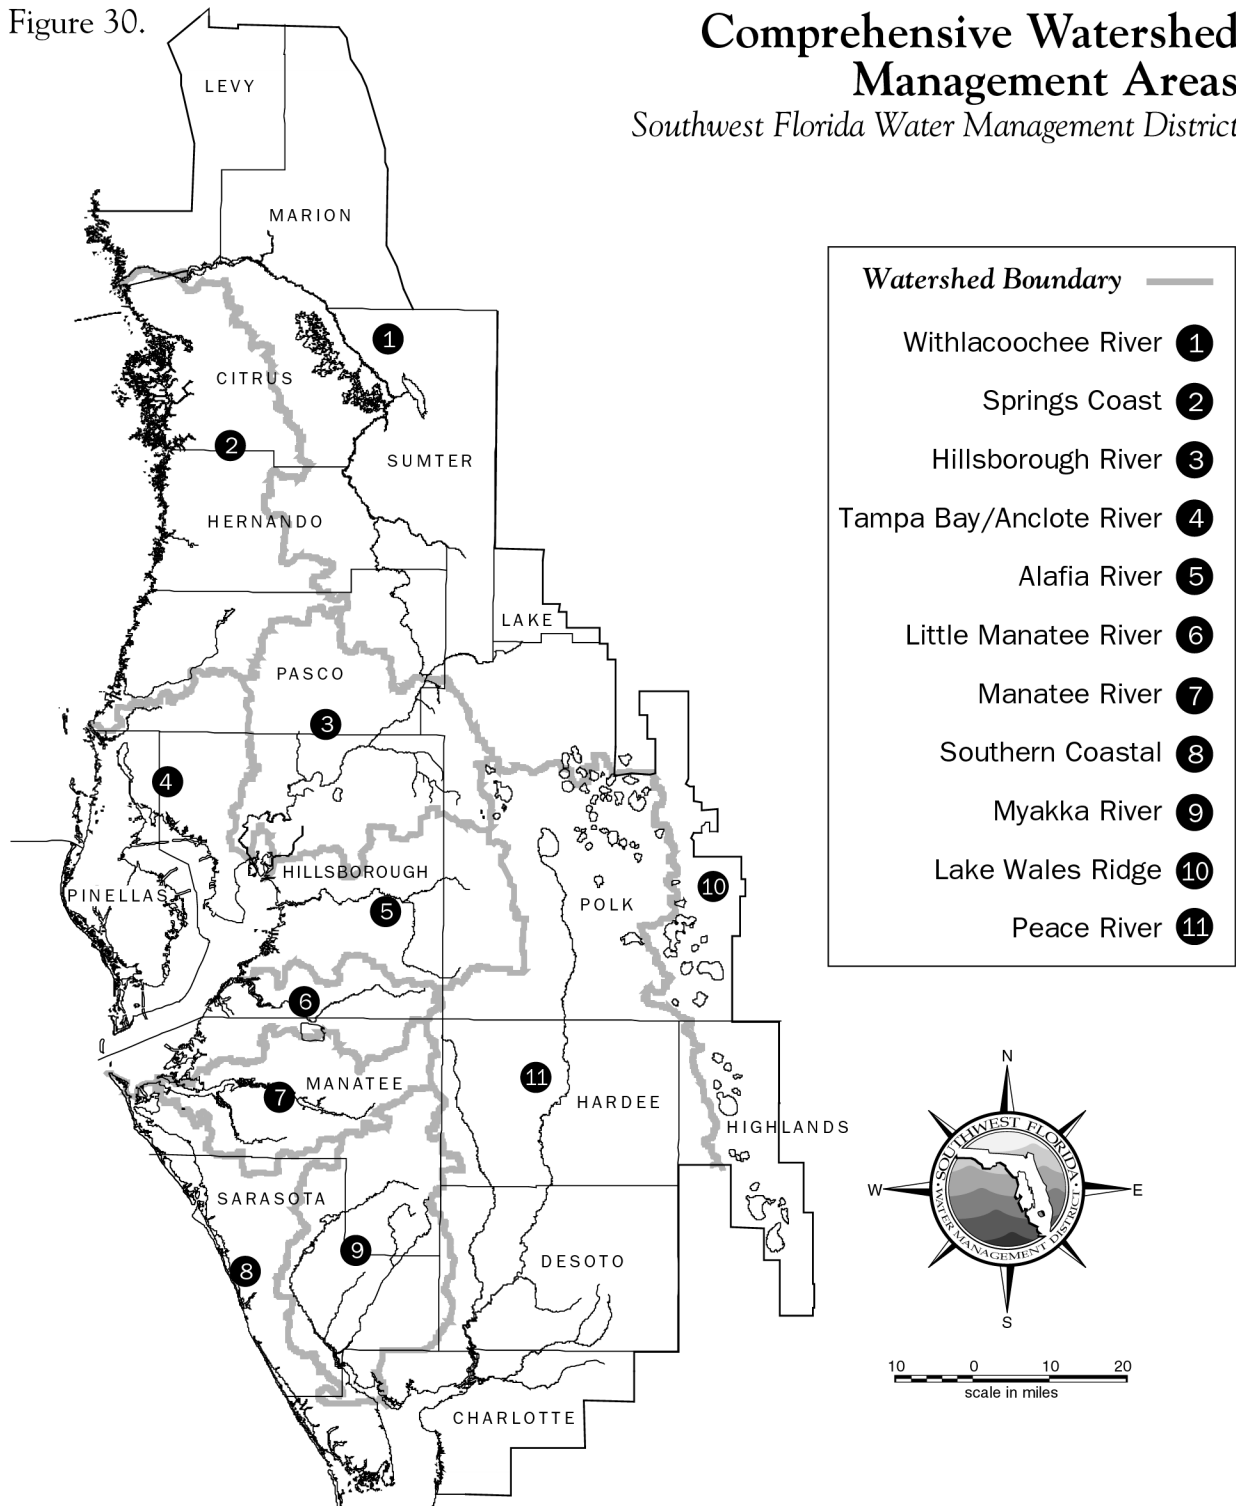 Figure 30.
Comprehensive Watershed
Management Areas
Southwest Florida Water Management District
LEVY
MARION
CITRUS
SUMTER
HERNANDO
LAKE
PASCO
HILLSBOROUGH
PINELLAS
POLK
MANATEE
HARDEE
HIGHLANDS
SARASOTA
DESOTO
CHARLOTTE
1
2
3
4
5
6
7
8
9
10
11
Watershed Boundary
Withlacoochee River 1
Springs Coast 2
Hillsborough River 3
Tampa Bay/Anclote River 4
Alafia River 5
Little Manatee River 6
Manatee River 7
Southern Coastal 8
Myakka River 9
Lake Wales Ridge 10
Peace River 11
N
W
E
S
SOUTHWEST FLORIDA
WATER MANAGEMENT DISTRICT
10 0 10 20
scale in miles